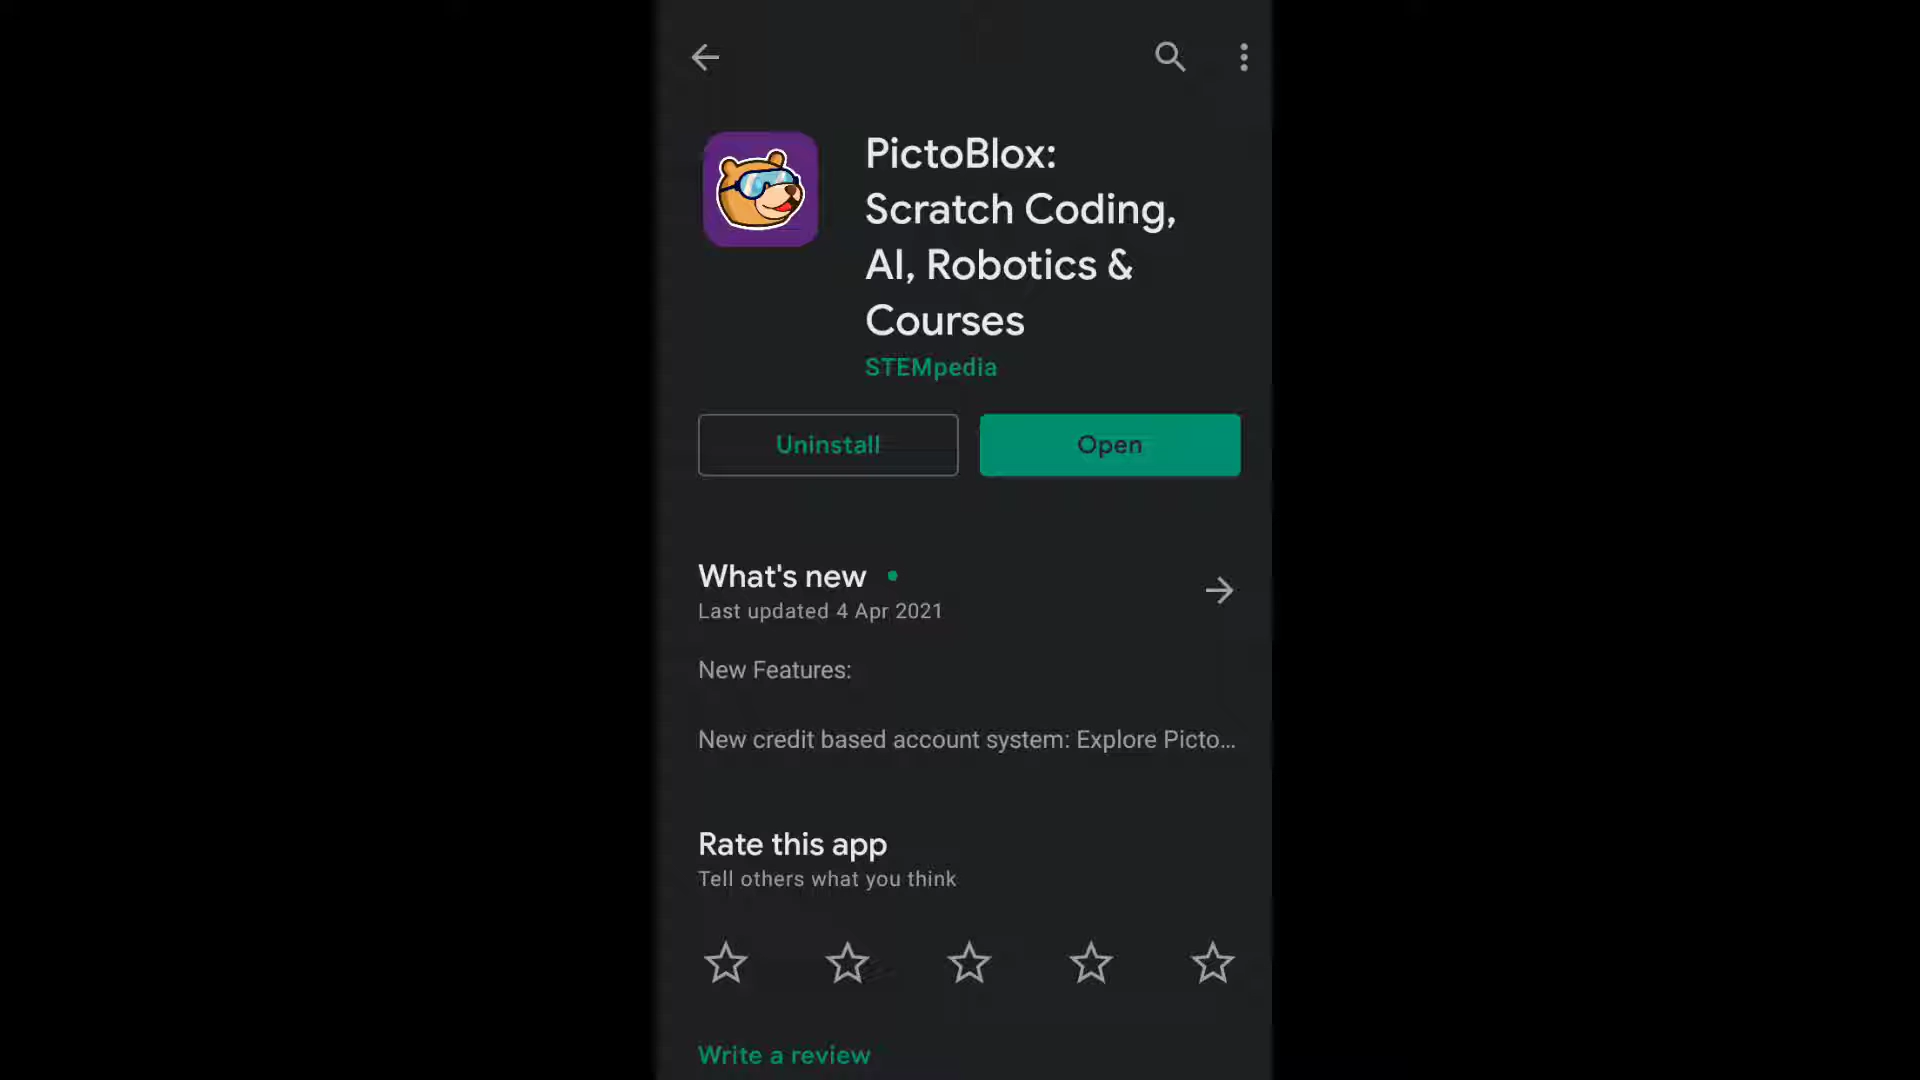 PictoBlox:
Scratch Coding,
AI, Robotics &
Courses
STEMpedia
Uninstall
Open
What's new
Last updated 4 Apr 2021
New Features:
New credit based account system: Explore Picto...
Rate this app
Tell others what you think
Write a review